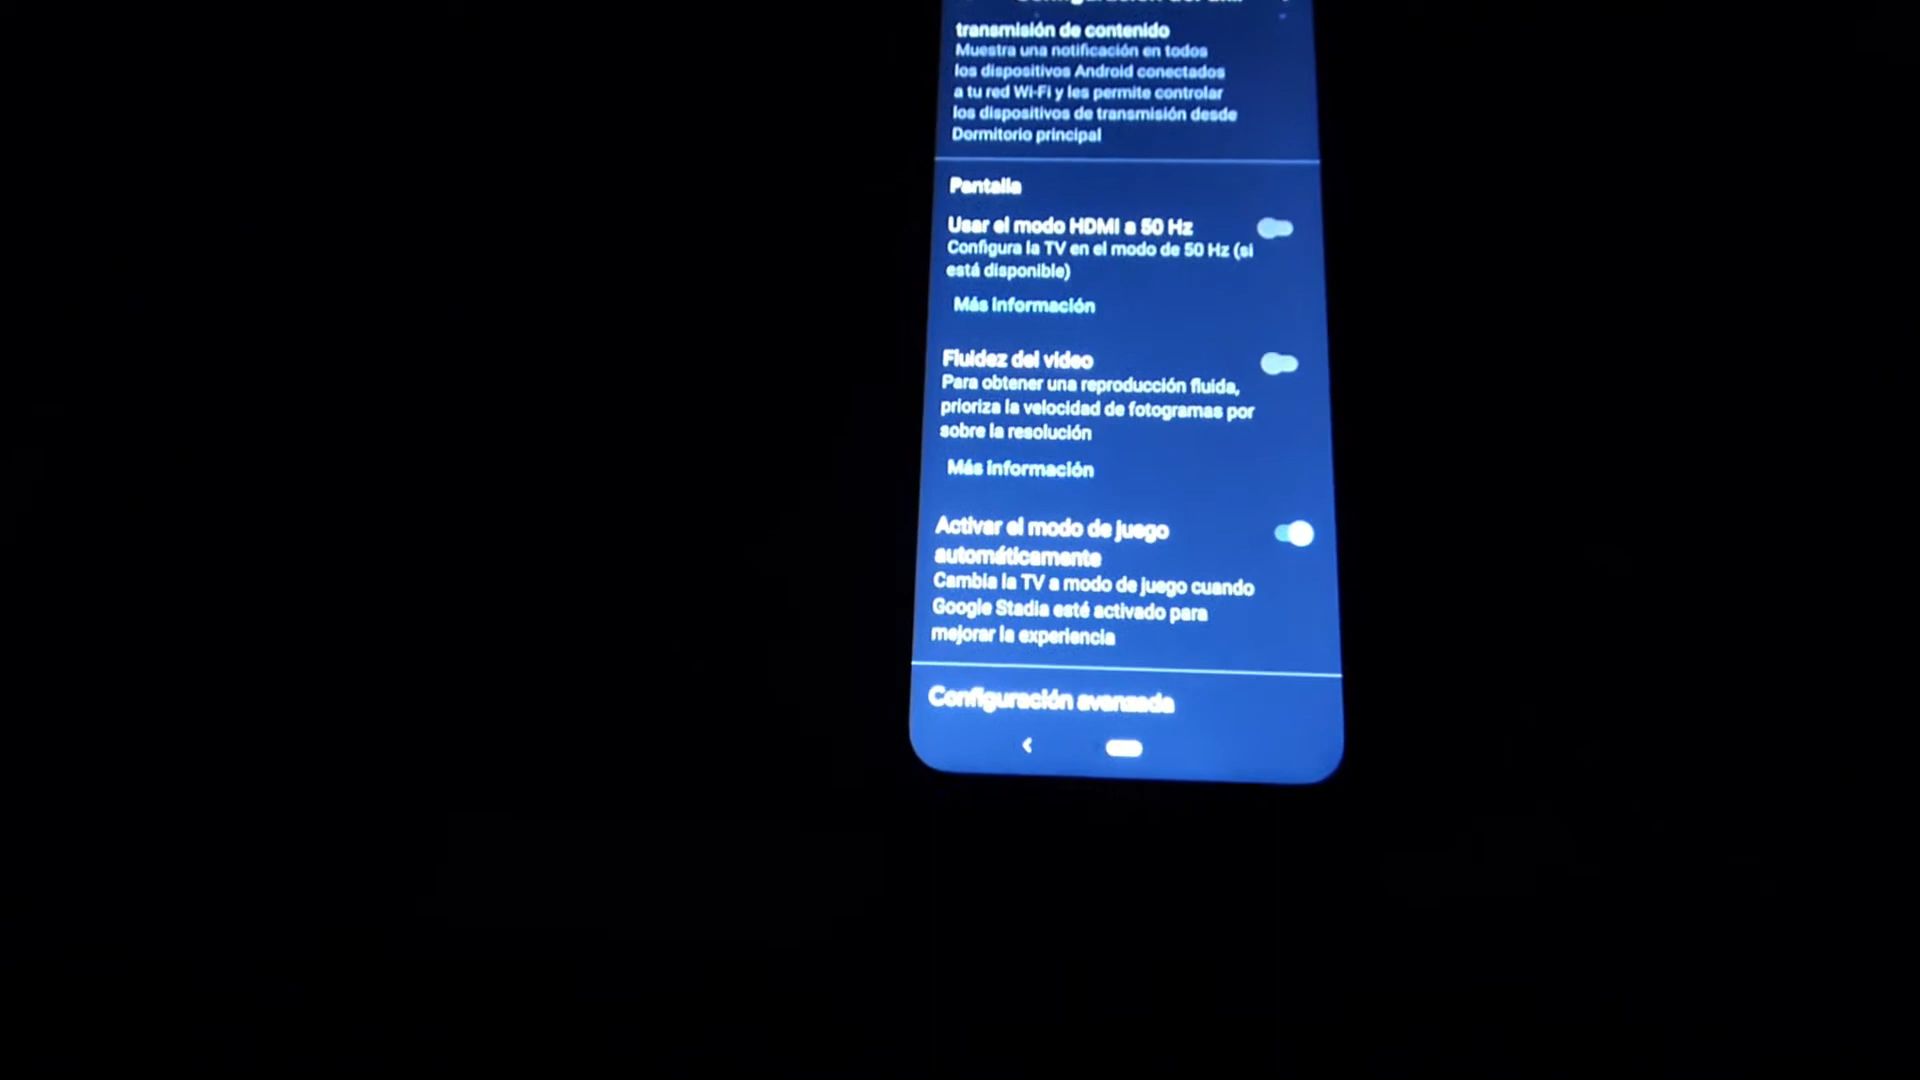 transmisión de contenido
Muestra una notificación en todos
los dispositivos Android conectados
a tu red Wi-Fi y les permite controlar
los dispositivos de transmisión desde
Dormitorio principal
Pantalla
Usar el modo HDMI a 50 Hz
Configura la TV en el modo de 50 Hz (si
está disponible)
Más información
Fluidez del video
Para obtener una reproducción fluida,
prioriza la velocidad de fotogramas por
sobre la resolución
Más información
Activar el modo de juego
automáticamente
Cambia la TV a modo de juego cuando
Google Stadia esté activado para
mejorar la experiencia
Configuración avanzada